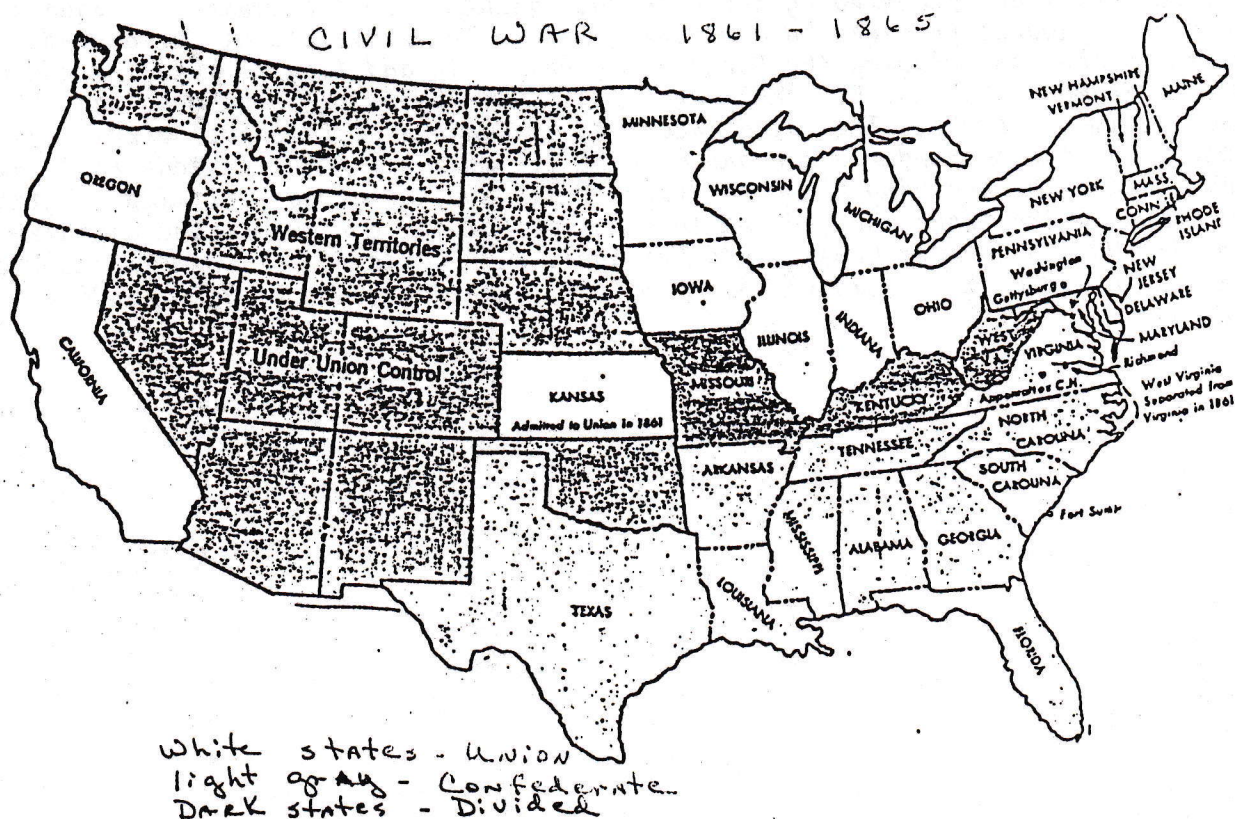 CIVIL WAR 1861 - 1865
NEW HAMPSHIRE
VERMONT
MAINE
MINNESOTA
OREGON
WISCONSIN
MICHIGAN
NEW YORK
MASS.
CONN.
RHODE
ISLAND
Western Territories
PENNSYLVANIA
Washington
Gettysburg
NEW
JERSEY
IOWA
OHIO
DELAWARE
ILLINOIS
INDIANA
MARYLAND
CALIFORNIA
Under Union Control
WEST
VA.
VIRGINIA
Richmond
MISSOURI
KANSAS
Admitted to Union in 1861
KENTUCKY
Appomattox C.H.
West Virginia
Separated from
Virginia in 1861
NORTH
CAROLINA
TENNESSEE
ARKANSAS
SOUTH
CAROLINA
Fort Sumter
MISSISSIPPI
ALABAMA
GEORGIA
TEXAS
LOUISIANA
FLORIDA
White states - Union
light gray - Confederate
DARK states - Divided